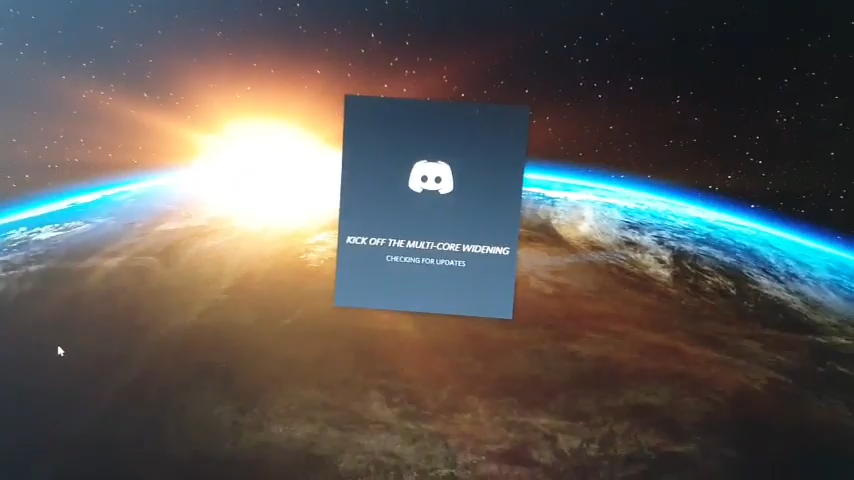 KICK OFF THE MULTI-CORE WIDENING
CHECKING FOR UPDATES